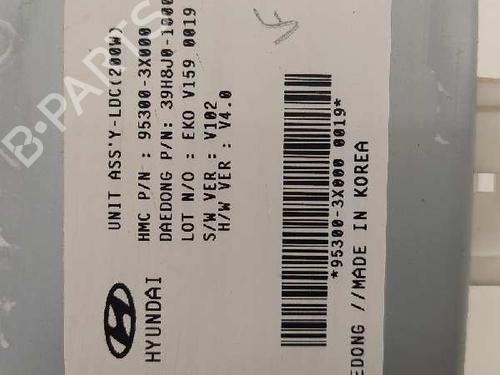 UNIT ASS'Y-LDC(200W)
HMC P/N : 95300-3X000
DAEDONG P/N: 39H8J0-1000
LOT N/O : EKO V159 0019
S/W VER : V102
H/W VER : V4.0
HYUNDAI
*95300-3X000 0019*
EDONG //MADE IN KOREA
B-PARTS